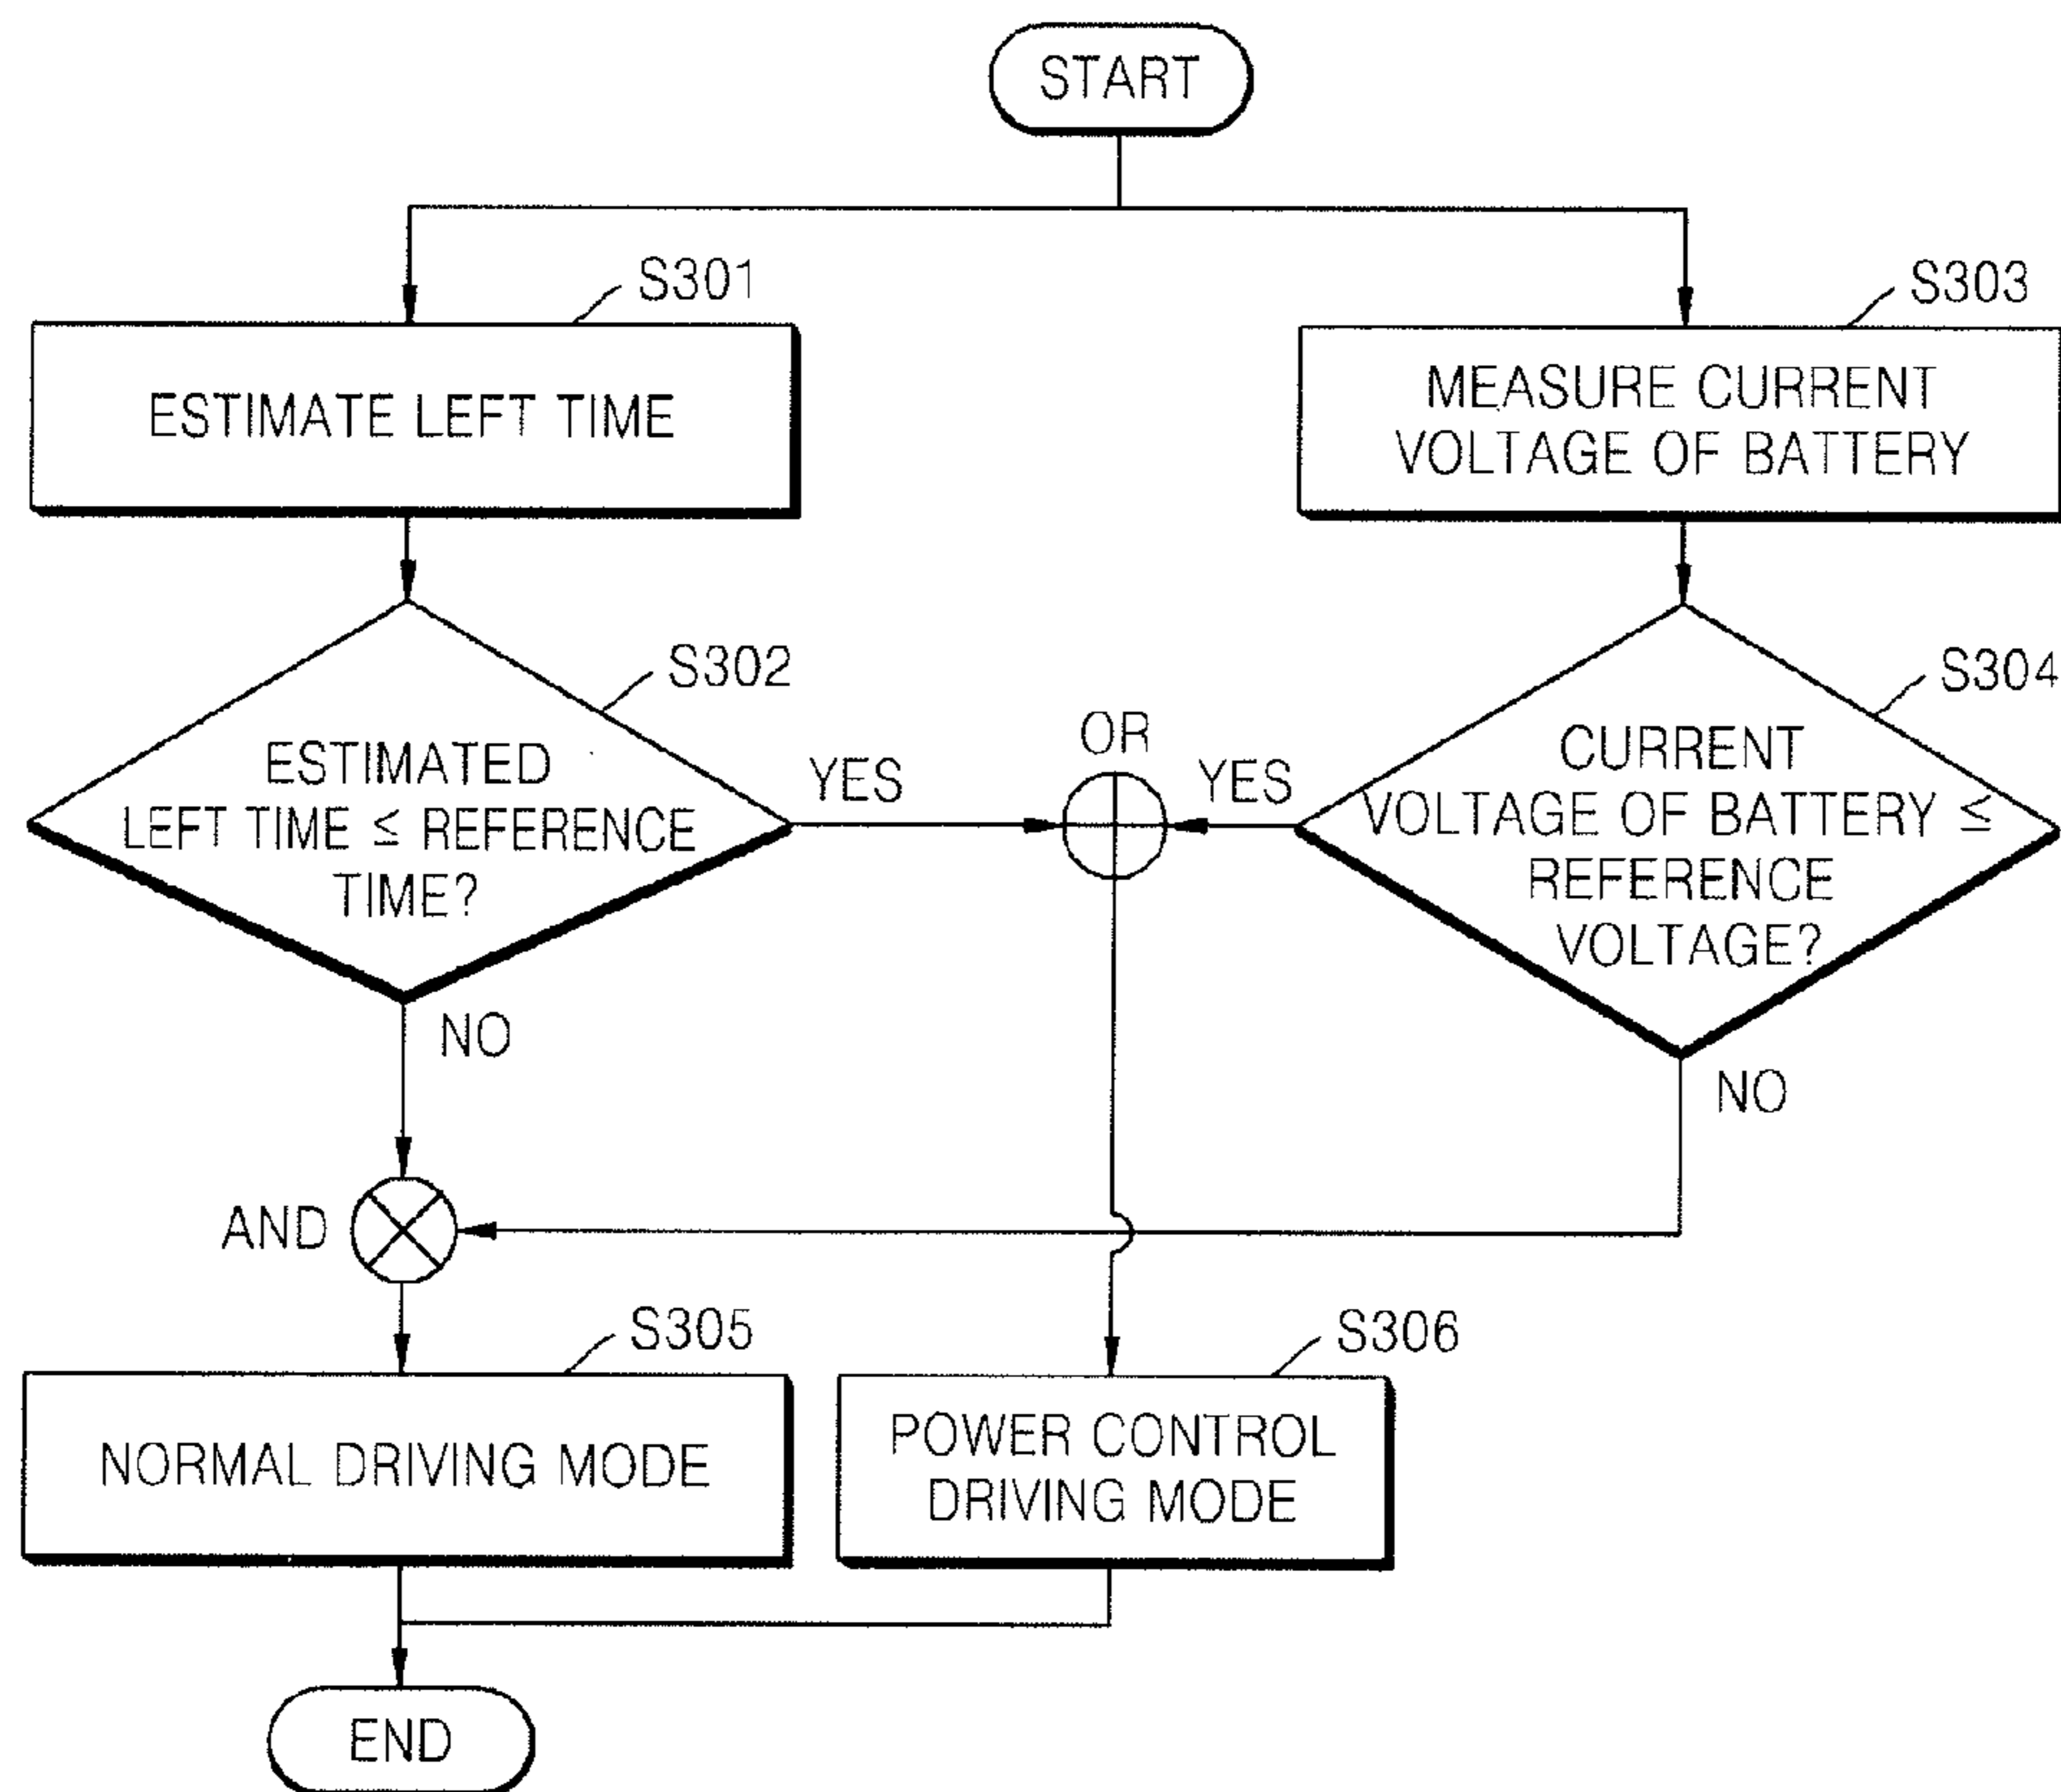 START
S301
S303
ESTIMATE LEFT TIME
MEASURE CURRENT
VOLTAGE OF BATTERY
S302
S304
ESTIMATED
LEFT TIME ≤ REFERENCE
TIME?
YES
OR
YES
CURRENT
VOLTAGE OF BATTERY ≤
REFERENCE
VOLTAGE?
NO
NO
AND
S305
S306
NORMAL DRIVING MODE
POWER CONTROL
DRIVING MODE
END